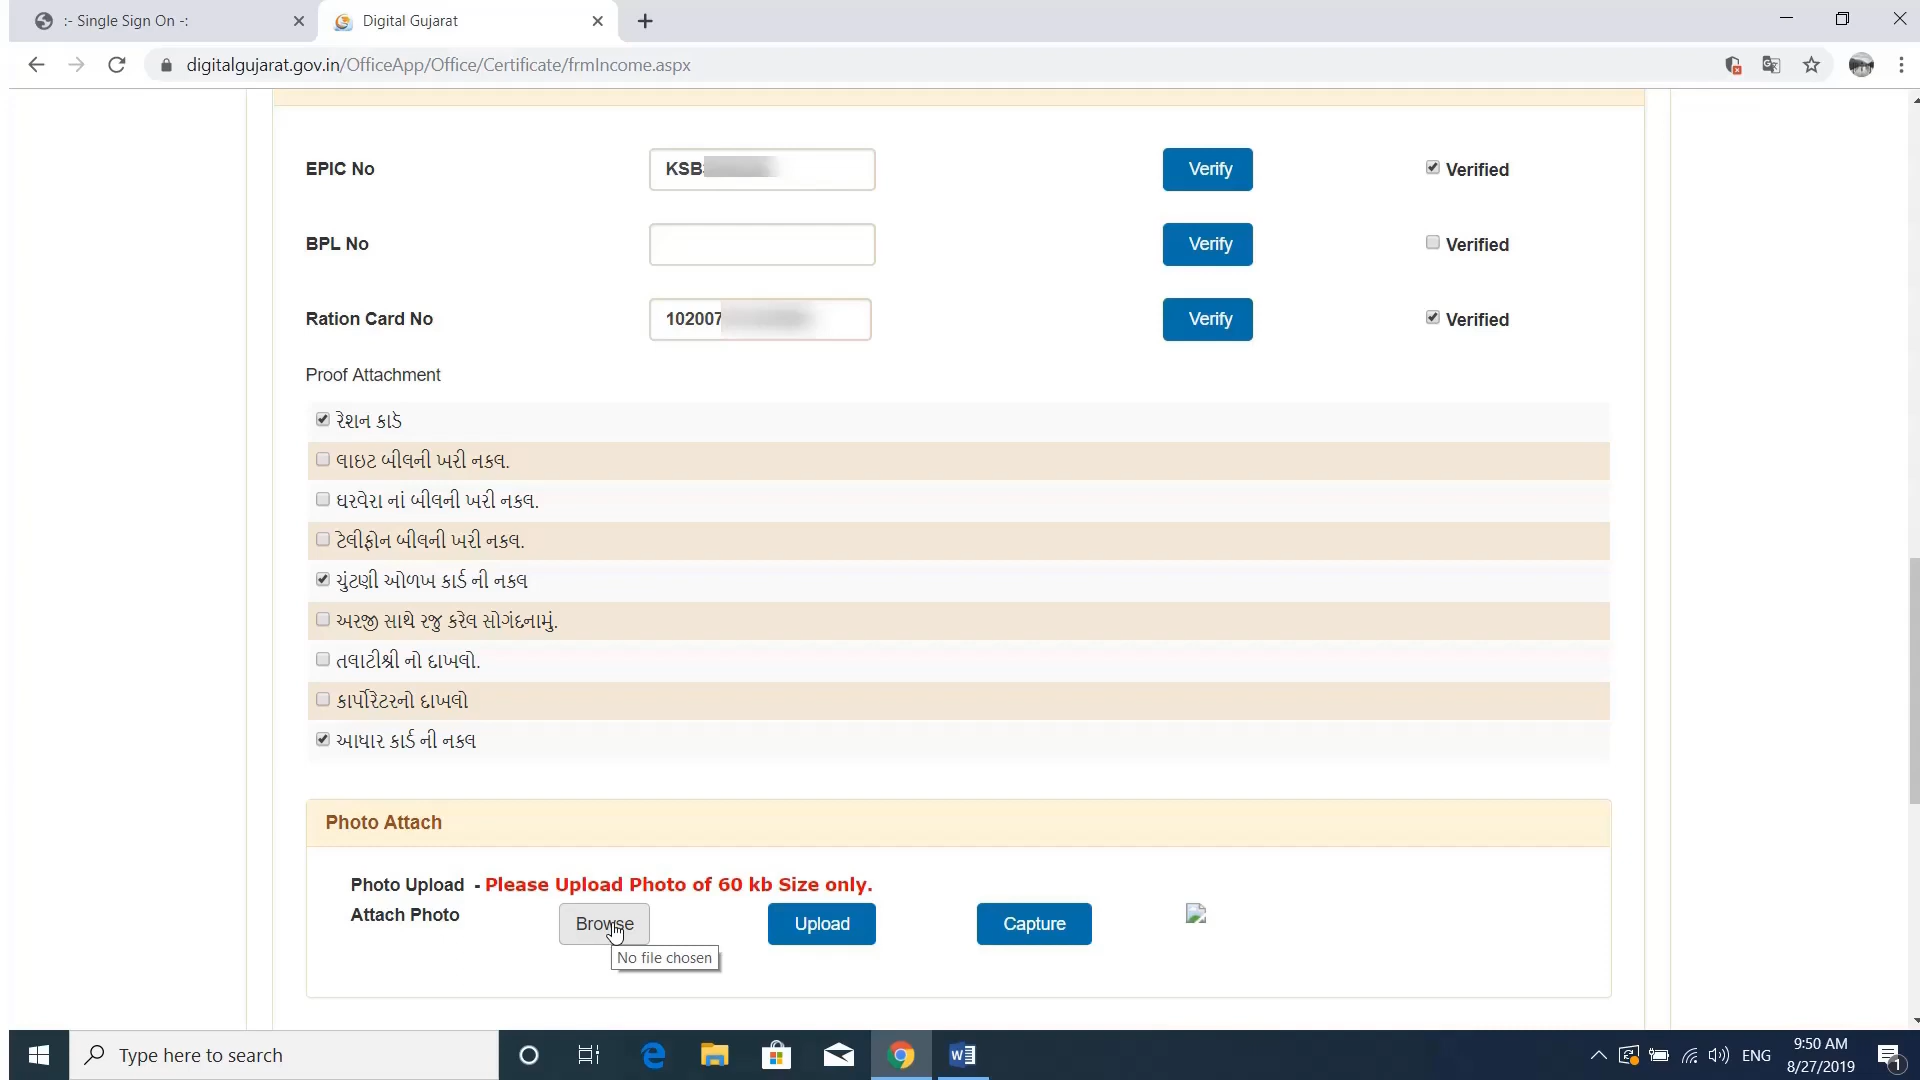 :- Single Sign On -:
Digital Gujarat
digitalgujarat.gov.in/OfficeApp/Office/Certificate/frmIncome.aspx
EPIC No KSB Verify Verified
BPL No Verify Verified
Ration Card No 102007 Verify Verified
Proof Attachment
રેશન કાર્ડ
લાઇટ બીલની ખરી નકલ.
ઘરવેરા નાં બીલની ખરી નકલ.
ટેલીફોન બીલની ખરી નકલ.
ચુંટણી ઓળખ કાર્ડ ની નકલ
અરજી સાથે રજુ કરેલ સોગંદનામું.
તલાટીશ્રી નો દાખલો.
કાર્પોરેટરનો દાખલો
આધાર કાર્ડ ની નકલ
Photo Attach
Photo Upload - Please Upload Photo of 60 kb Size only.
Attach Photo Browse Upload Capture
No file chosen
Type here to search
ENG
9:50 AM
8/27/2019
1